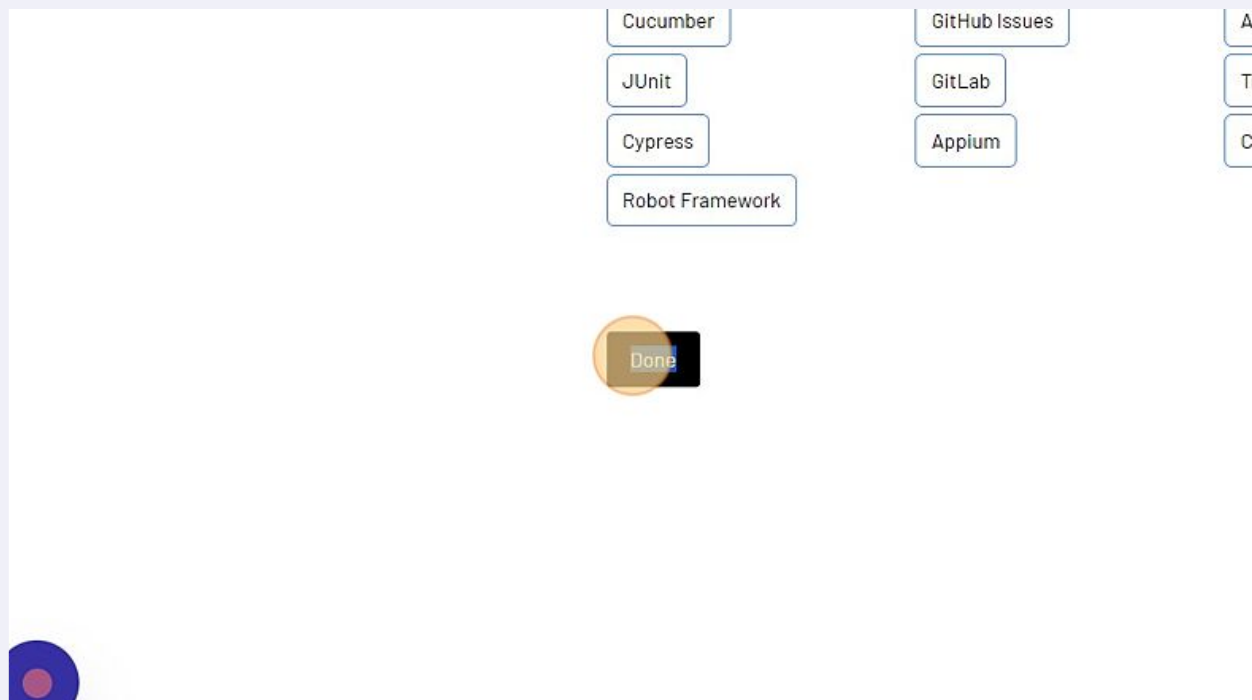 Cucumber GitHub Issues
JUnit GitLab
Cypress Appium
Robot Framework
Done